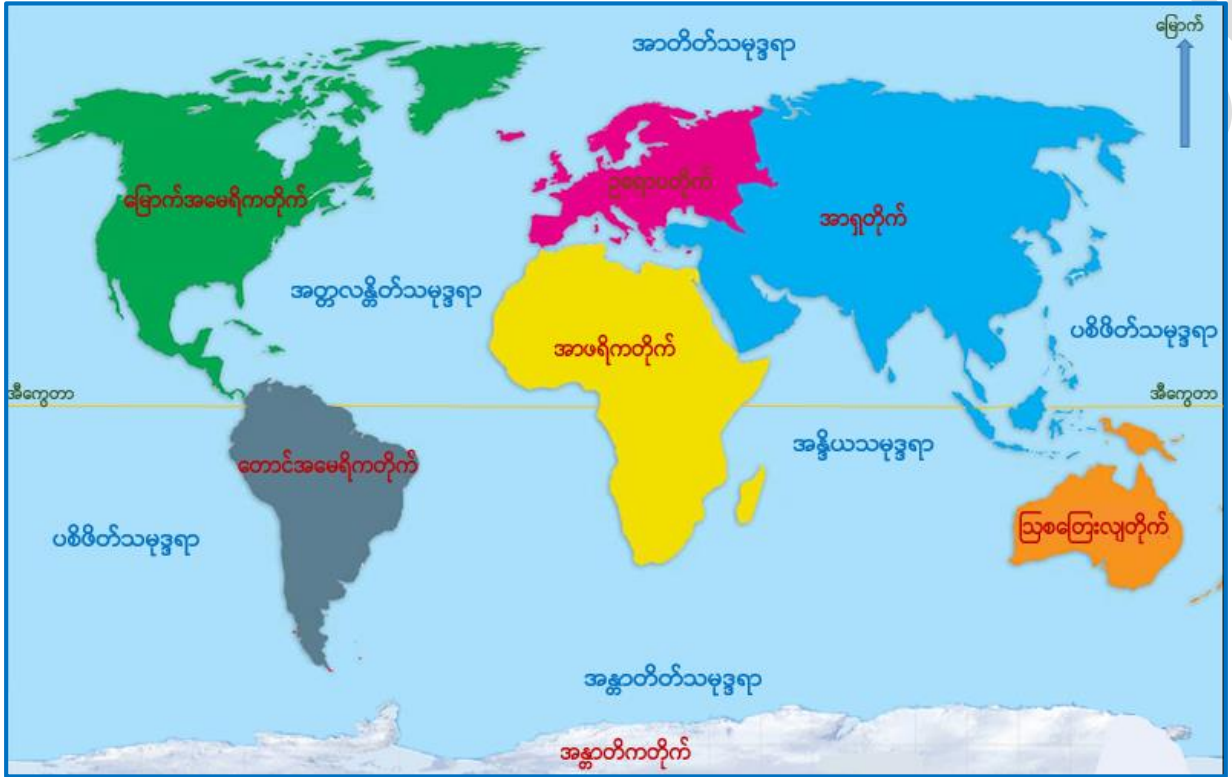 မြောက်
အာတိတ်သမုဒ္ဒရာ
မြောက်အမေရိကတိုက်
ဥရောပတိုက်
အာရှတိုက်
အတ္တလန္တိတ်သမုဒ္ဒရာ
ပစိဖိတ်သမုဒ္ဒရာ
အာဖရိကတိုက်
အီကွေတာ
အီကွေတာ
အန္ဒိယသမုဒ္ဒရာ
တောင်အမေရိကတိုက်
ဩစတြေးလျတိုက်
ပစိဖိတ်သမုဒ္ဒရာ
အန္တာတိတ်သမုဒ္ဒရာ
အန္တာတိကတိုက်